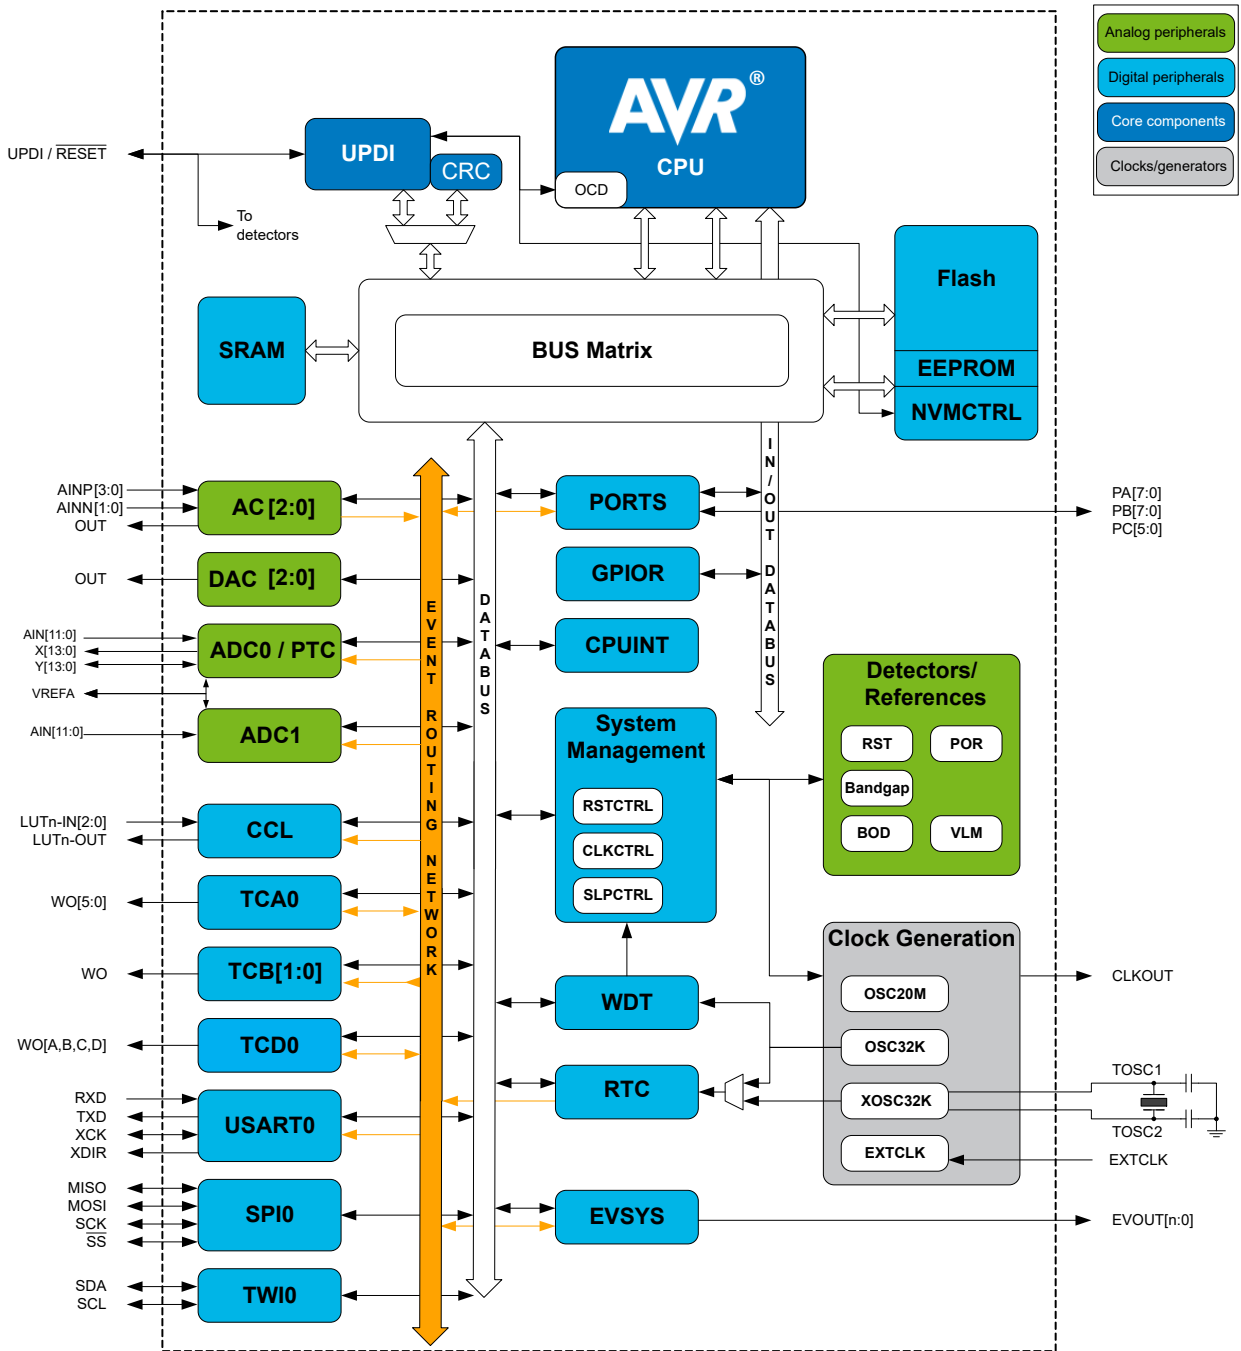 Analog peripherals
Digital peripherals
Core components
Clocks/generators
AVR®
CPU
OCD
UPDI / RESET
UPDI
CRC
To
detectors
Flash
EEPROM
NVMCTRL
SRAM
BUS Matrix
AINP[3:0]
AINN[1:0]
OUT
AC [2:0]
PORTS
PA[7:0]
PB[7:0]
PC[5:0]
OUT
DAC [2:0]
GPIOR
AIN[11:0]
X[13:0]
Y[13:0]
ADC0 / PTC
CPUINT
VREFA
AIN[11:0]
ADC1
EVENT ROUTING NETWORK
DATABUS
IN/OUT DATABUS
System
Management
RSTCTRL
CLKCTRL
SLPCTRL
Detectors/
References
RST
POR
Bandgap
BOD
VLM
LUTn-IN[2:0]
LUTn-OUT
CCL
WO[5:0]
TCA0
WO
TCB[1:0]
WDT
Clock Generation
OSC20M
OSC32K
XOSC32K
EXTCLK
CLKOUT
TOSC1
TOSC2
EXTCLK
WO[A,B,C,D]
TCD0
RTC
RXD
TXD
XCK
XDIR
USART0
MISO
MOSI
SCK
SS
SPI0
EVSYS
EVOUT[n:0]
SDA
SCL
TWI0